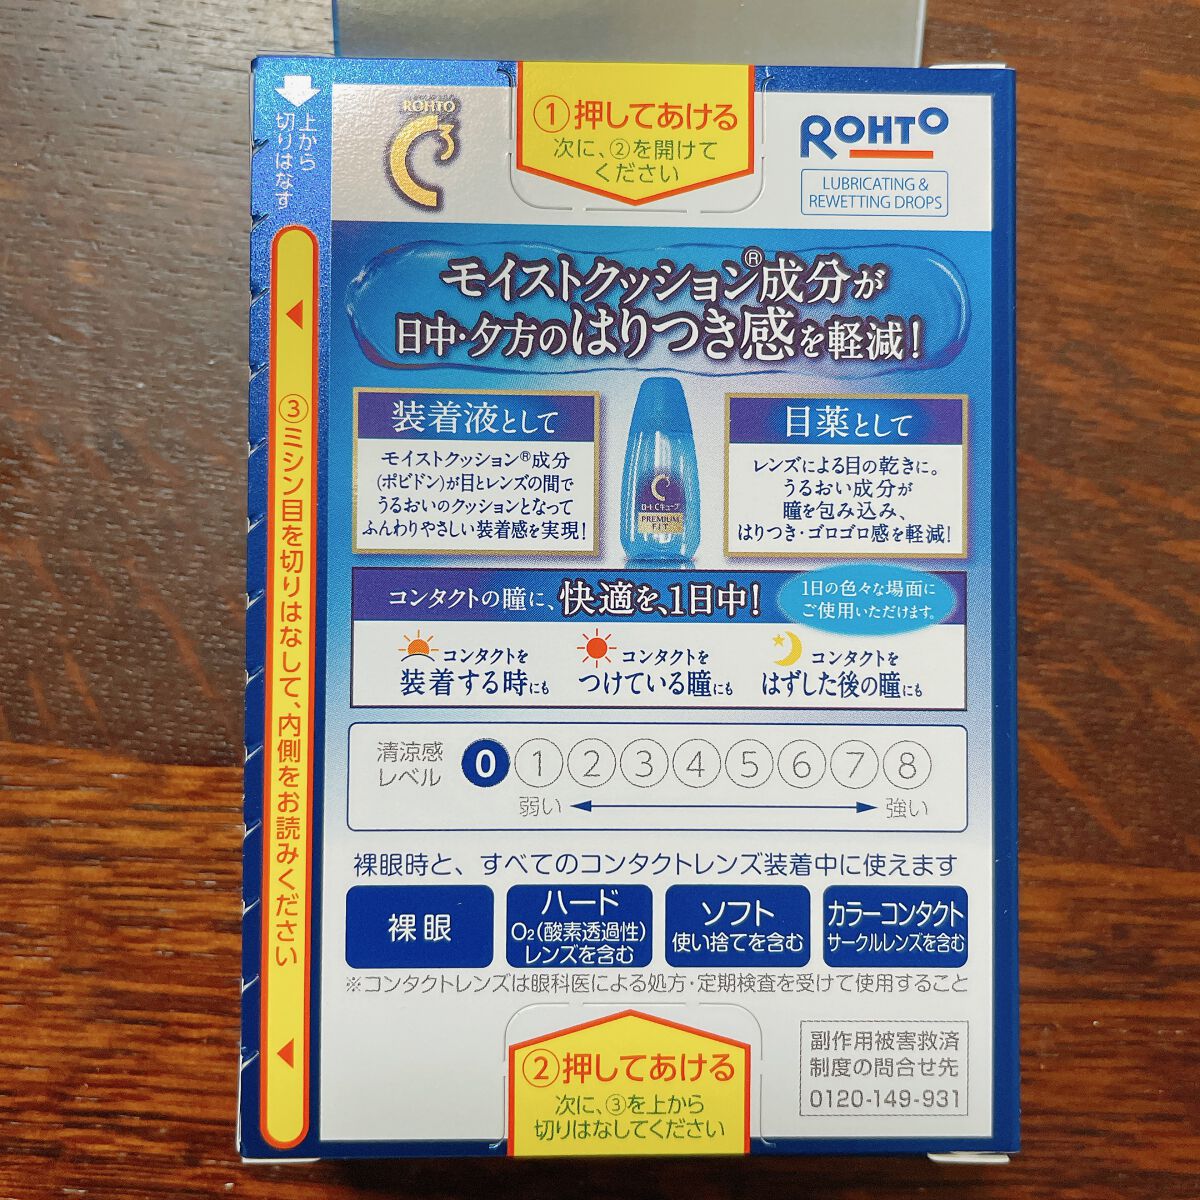 上から
切りはなす
③ミシン目を切りはなして、内側をお読みください
ROHTO
C3
①押してあける
次に、②を開けて
ください
ROHTO
LUBRICATING &
REWETTING DROPS
モイストクッション®成分が
日中・夕方のはりつき感を軽減!
装着液として
モイストクッション®成分
(ポビドン)が目とレンズの間で
うるおいのクッションとなって
ふんわりやさしい装着感を実現!
C
ロートCキューブ
PREMIUM
FIT
目薬として
レンズによる目の乾きに。
うるおい成分が
瞳を包み込み、
はりつき・ゴロゴロ感を軽減!
コンタクトの瞳に、快適を、1日中!
1日の色々な場面に
ご使用いただけます。
コンタクトを
装着する時にも
コンタクトを
つけている瞳にも
コンタクトを
はずした後の瞳にも
清涼感
レベル
0 1 2 3 4 5 6 7 8
弱い 強い
裸眼時と、すべてのコンタクトレンズ装着中に使えます
裸眼
ハード
O2(酸素透過性)
レンズを含む
ソフト
使い捨てを含む
カラーコンタクト
サークルレンズを含む
※コンタクトレンズは眼科医による処方・定期検査を受けて使用すること
②押してあける
次に、③を上から
切りはなしてください
副作用被害救済
制度の問合せ先
0120-149-931